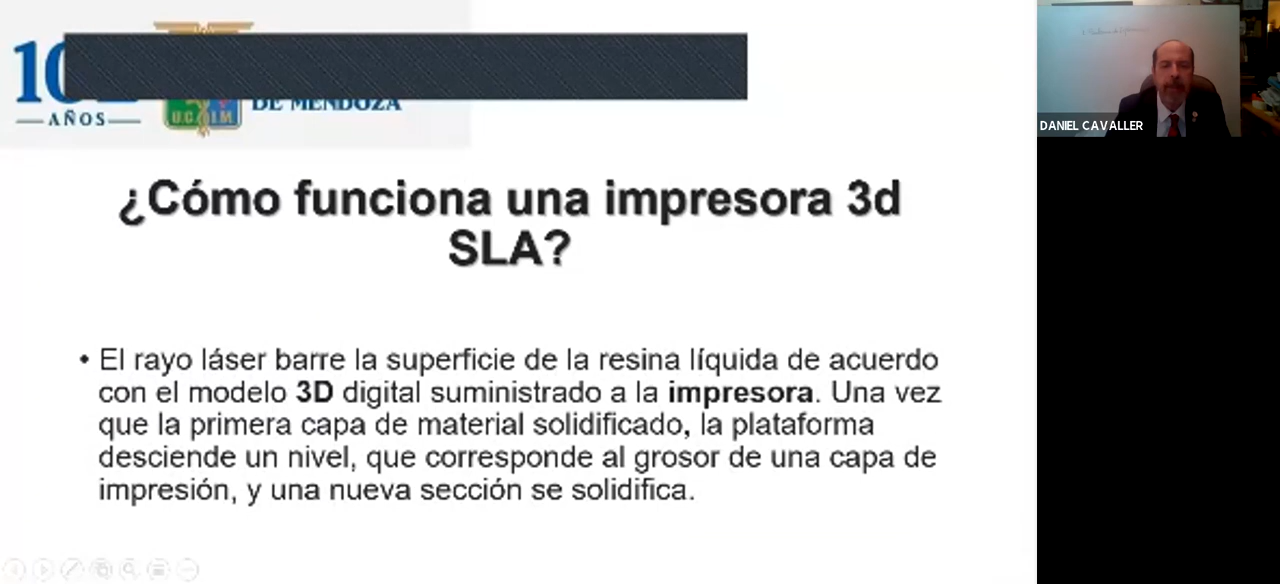 10
AÑOS
U.C. I.M
DE MENDOZA
DANIEL CAVALLER
¿Cómo funciona una impresora 3d
SLA?
• El rayo láser barre la superficie de la resina líquida de acuerdo
con el modelo 3D digital suministrado a la impresora. Una vez
que la primera capa de material solidificado, la plataforma
desciende un nivel, que corresponde al grosor de una capa de
impresión, y una nueva sección se solidifica.